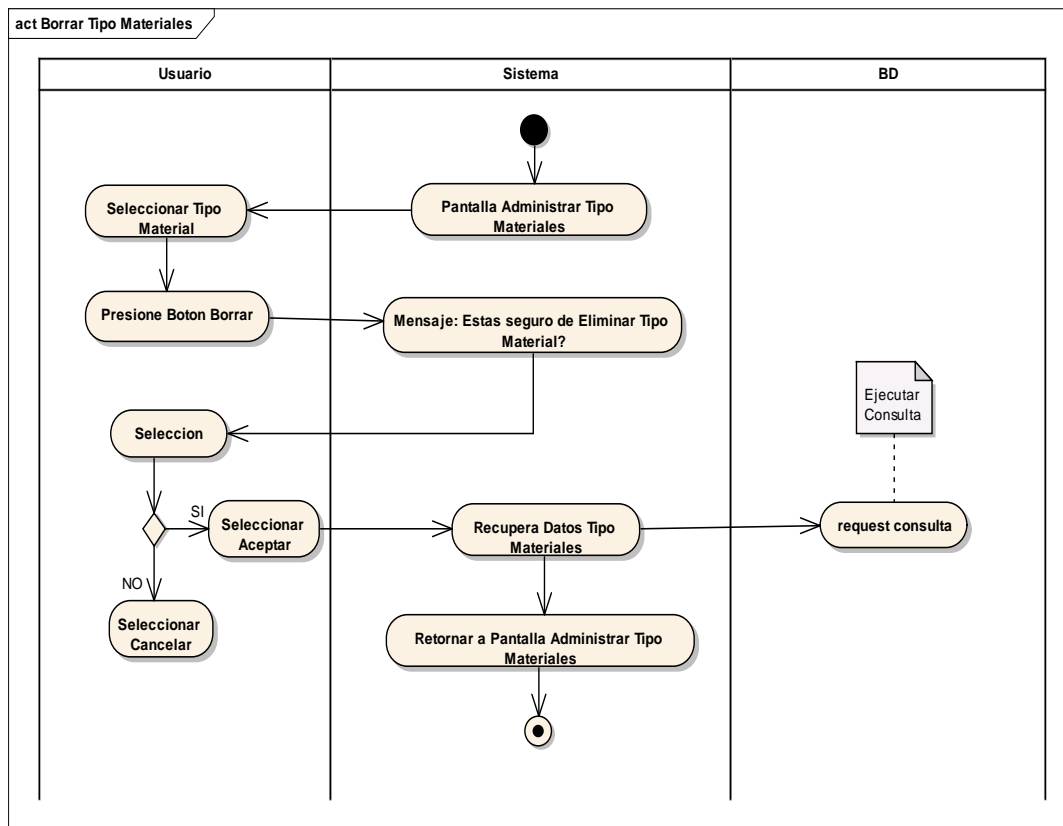 act Borrar Tipo Materiales
Usuario
Sistema
BD
Pantalla Administrar Tipo
Materiales
Seleccionar Tipo
Material
Presione Boton Borrar
Mensaje: Estas seguro de Eliminar Tipo
Material?
Seleccion
Ejecutar
Consulta
SI
Seleccionar
Aceptar
Recupera Datos Tipo
Materiales
request consulta
NO
Seleccionar
Cancelar
Retornar a Pantalla Administrar Tipo
Materiales